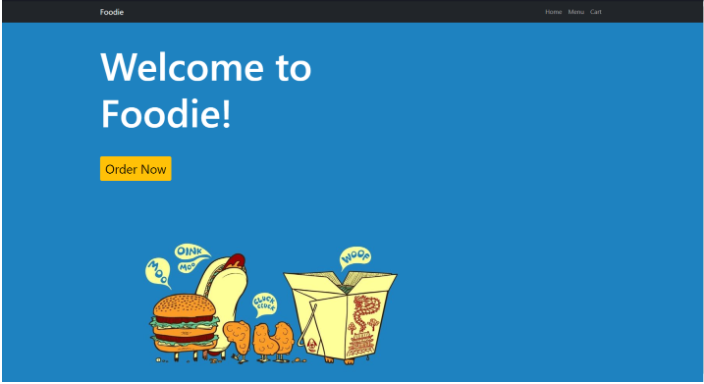 Foodie
Home Menu Cart
Welcome to
Foodie!
Order Now
OINK
MOO
MOO
CLUCK
CLUCK
WOOF